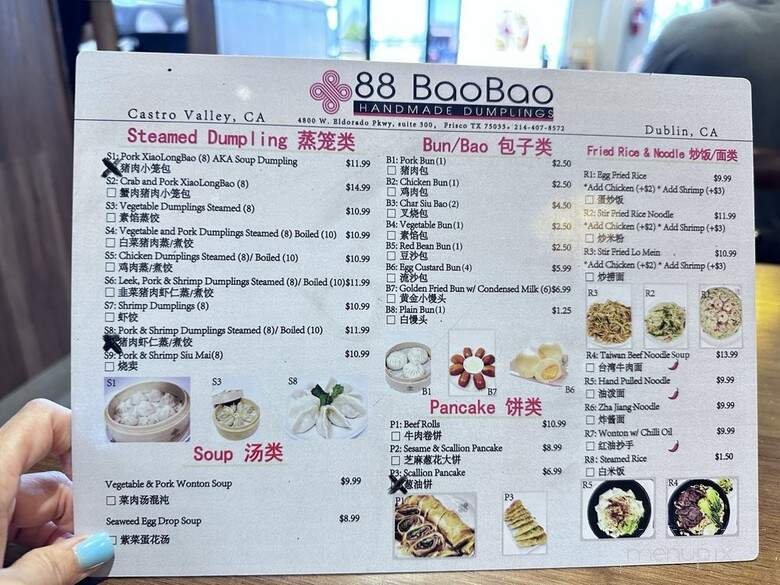 88 BaoBao
HANDMADE DUMPLINGS
Castro Valley, CA
4800 W. Eldorado Pkwy, suite 300, Frisco TX 75033, 214-407-8572
Dublin, CA
Steamed Dumpling 蒸笼类
S1: Pork XiaoLongBao (8) AKA Soup Dumpling $11.99
猪肉小笼包
S2: Crab and Pork XiaoLongBao (8) $14.99
蟹肉猪肉小笼包
S3: Vegetable Dumplings Steamed (8) $10.99
素馅蒸饺
S4: Vegetable and Pork Dumplings Steamed (8) Boiled (10) $10.99
白菜猪肉蒸/煮饺
S5: Chicken Dumplings Steamed (8)/ Boiled (10) $10.99
鸡肉蒸/煮饺
S6: Leek, Pork & Shrimp Dumplings Steamed (8)/ Boiled (10) $11.99
韭菜猪肉虾仁蒸/煮饺
S7: Shrimp Dumplings (8) $10.99
虾饺
S8: Pork & Shrimp Dumplings Steamed (8)/ Boiled (10) $11.99
猪肉虾仁蒸/煮饺
S9: Pork & Shrimp Siu Mai(8) $10.99
烧卖
S1
S3
S8
Soup 汤类
Vegetable & Pork Wonton Soup $9.99
菜肉汤混沌
Seaweed Egg Drop Soup $8.99
紫菜蛋花汤
Bun/Bao 包子类
B1: Pork Bun (1) $2.50
猪肉包
B2: Chicken Bun (1) $2.50
鸡肉包
B3: Char Siu Bao (2) $4.50
叉烧包
B4: Vegetable Bun (1) $2.50
素馅包
B5: Red Bean Bun (1) $2.50
豆沙包
B6: Egg Custard Bun (4) $5.99
流沙包
B7: Golden Fried Bun w/ Condensed Milk (6) $6.99
黄金小馒头
B8: Plain Bun (1) $1.25
白馒头
B1
B7
B6
Pancake 饼类
P1: Beef Rolls $10.99
牛肉卷饼
P2: Sesame & Scallion Pancake $8.99
芝麻葱花大饼
P3: Scallion Pancake $6.99
葱油饼
P1
P3
Fried Rice & Noodle 炒饭/面类
R1: Egg Fried Rice $9.99
*Add Chicken (+$2) * Add Shrimp (+$3)
蛋炒饭
R2: Stir Fried Rice Noodle $11.99
*Add Chicken (+$2) * Add Shrimp (+$3)
炒米粉
R3: Stir Fried Lo Mein $10.99
*Add Chicken (+$2) * Add Shrimp (+$3)
炒捞面
R3
R2
R1
R4: Taiwan Beef Noodle Soup $13.99
台湾牛肉面
R5: Hand Pulled Noodle $9.99
油泼面
R6: Zha Jiang Noodle $9.99
炸酱面
R7: Wonton w/ Chili Oil $9.99
红油抄手
R8: Steamed Rice $1.50
白米饭
R5
R4
menupix